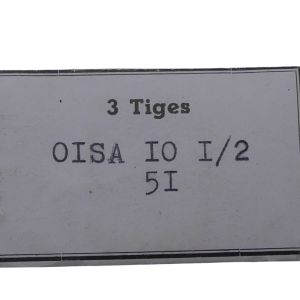 3 Tiges
OISA IO I/2
5I